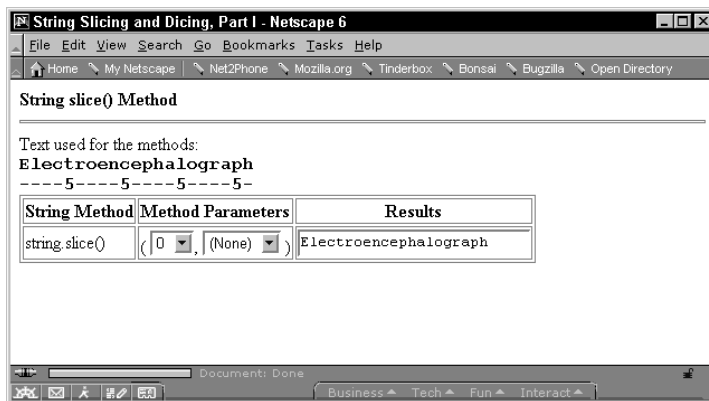 String Slicing and Dicing, Part I - Netscape 6
File Edit View Search Go Bookmarks Tasks Help
Home My Netscape Net2Phone Mozilla.org Tinderbox Bonsai Bugzilla Open Directory
String slice() Method
Text used for the methods:
Electroencephalograph
----5----5----5----5-
String Method Method Parameters Results
string.slice() ( 0 , (None) ) Electroencephalograph
Document: Done
Business Tech Fun Interact